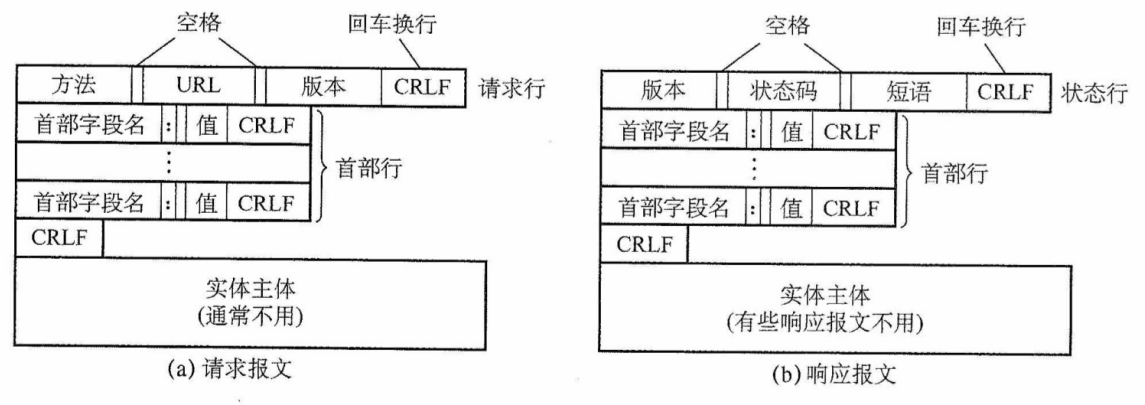 空格 回车换行
方法 URL 版本 CRLF 请求行
首部字段名 : 值 CRLF
⋮ 首部行
首部字段名 : 值 CRLF
CRLF
实体主体
(通常不用)
(a) 请求报文
空格 回车换行
版本 状态码 短语 CRLF 状态行
首部字段名 : 值 CRLF
⋮ 首部行
首部字段名 : 值 CRLF
CRLF
实体主体
(有些响应报文不用)
(b) 响应报文